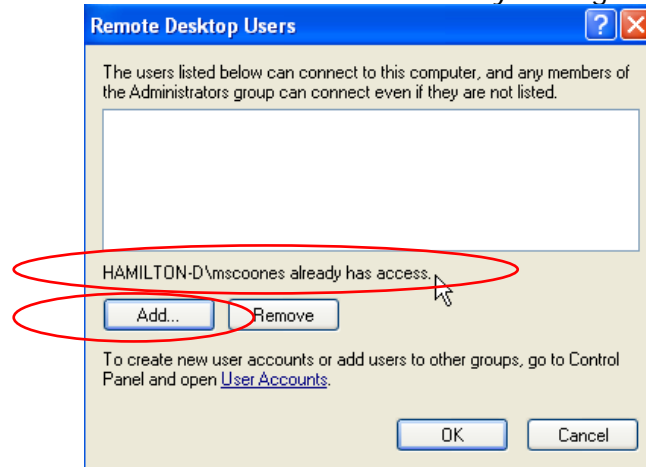 Remote Desktop Users
The users listed below can connect to this computer, and any members of
the Administrators group can connect even if they are not listed.
HAMILTON-D\mscoones already has access.
Add... Remove
To create new user accounts or add users to other groups, go to Control
Panel and open User Accounts.
OK Cancel